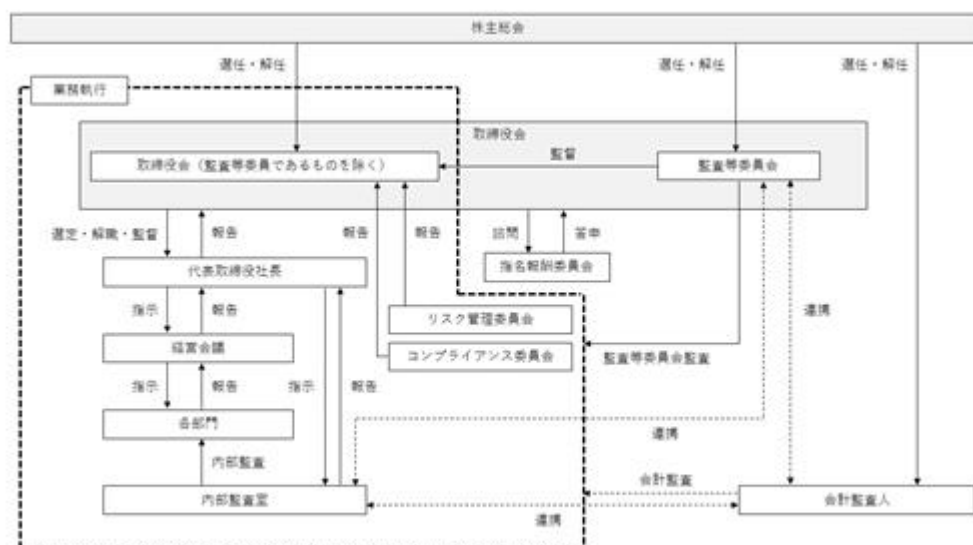 株主総会
選任・解任
選任・解任
選任・解任
業務執行
取締役会
取締役会（監査等委員であるものを除く）
監督
監査等委員会
選定・解職・監督
報告
報告
報告
諮問
答申
代表取締役社長
指名報酬委員会
指示
報告
リスク管理委員会
連携
経営会議
コンプライアンス委員会
監査等委員会監査
指示
報告
指示
報告
各部門
連携
内部監査
会計監査
内部監査室
会計監査人
連携